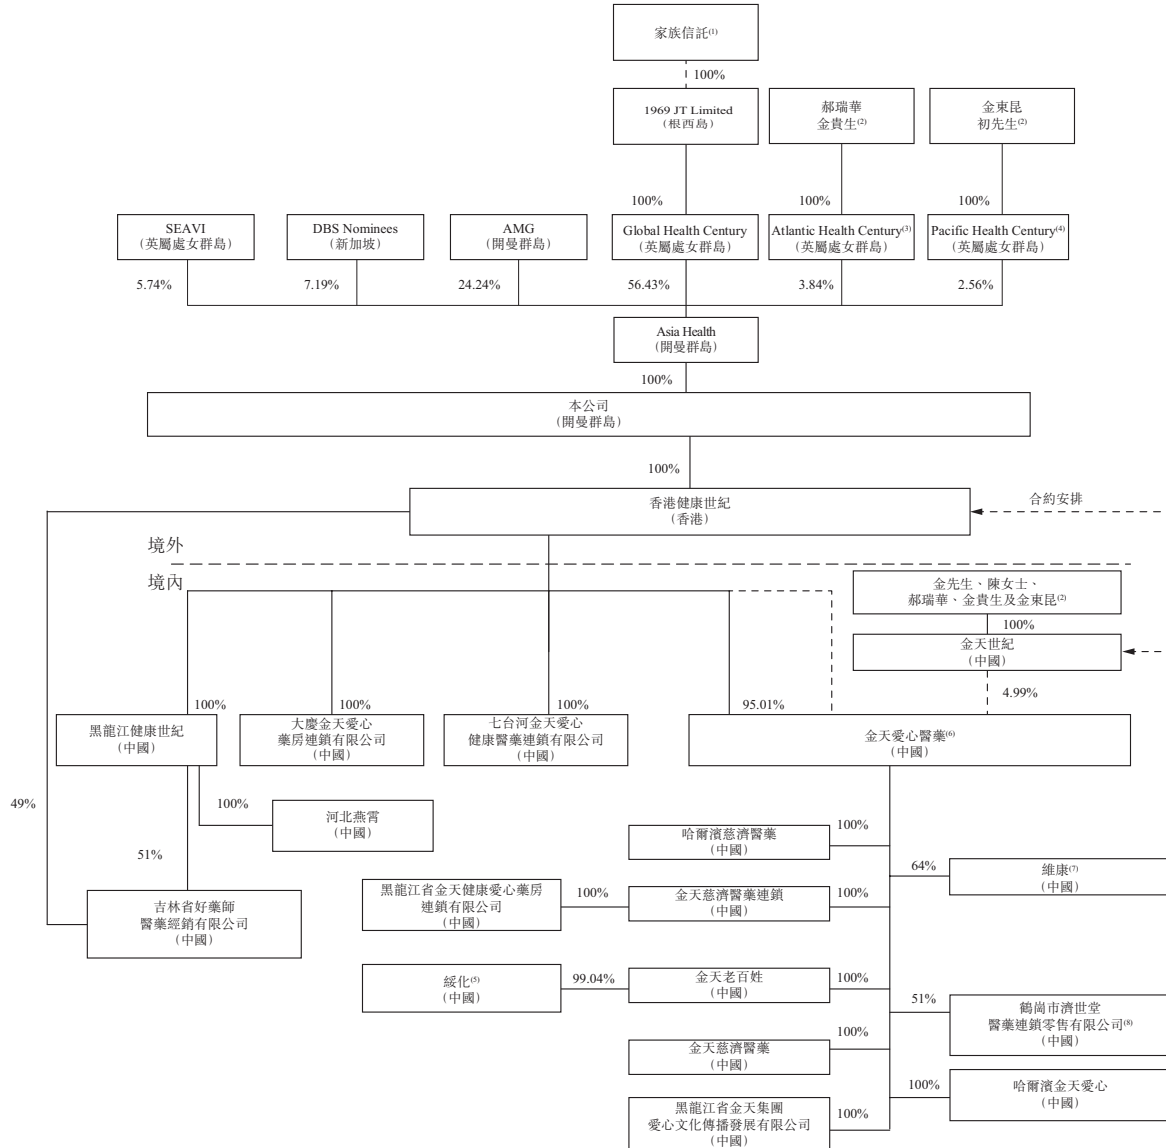 家族信託(1)
100%
1969 JT Limited
(根西島)
郝瑞華
金貴生(2)
金東昆
初先生(2)
100%
100%
100%
SEAVI
(英屬處女群島)
DBS Nominees
(新加坡)
AMG
(開曼群島)
Global Health Century
(英屬處女群島)
Atlantic Health Century(3)
(英屬處女群島)
Pacific Health Century(4)
(英屬處女群島)
5.74%
7.19%
24.24%
56.43%
3.84%
2.56%
Asia Health
(開曼群島)
100%
本公司
(開曼群島)
100%
香港健康世紀
(香港)
合約安排
境外
境內
金先生、陳女士、
郝瑞華、金貴生及金東昆(2)
100%
金天世紀
(中國)
4.99%
100%
100%
100%
95.01%
黑龍江健康世紀
(中國)
大慶金天愛心
藥房連鎖有限公司
(中國)
七台河金天愛心
健康醫藥連鎖有限公司
(中國)
金天愛心醫藥(6)
(中國)
49%
100%
河北燕霄
(中國)
51%
吉林省好藥師
醫藥經銷有限公司
(中國)
哈爾濱慈濟醫藥
(中國)
100%
64%
維康(7)
(中國)
黑龍江省金天健康愛心藥房
連鎖有限公司
(中國)
100%
金天慈濟醫藥連鎖
(中國)
100%
綏化(5)
(中國)
99.04%
金天老百姓
(中國)
100%
51%
鶴崗市濟世堂
醫藥連鎖零售有限公司(8)
(中國)
金天慈濟醫藥
(中國)
100%
100%
哈爾濱金天愛心
(中國)
黑龍江省金天集團
愛心文化傳播發展有限公司
(中國)
100%